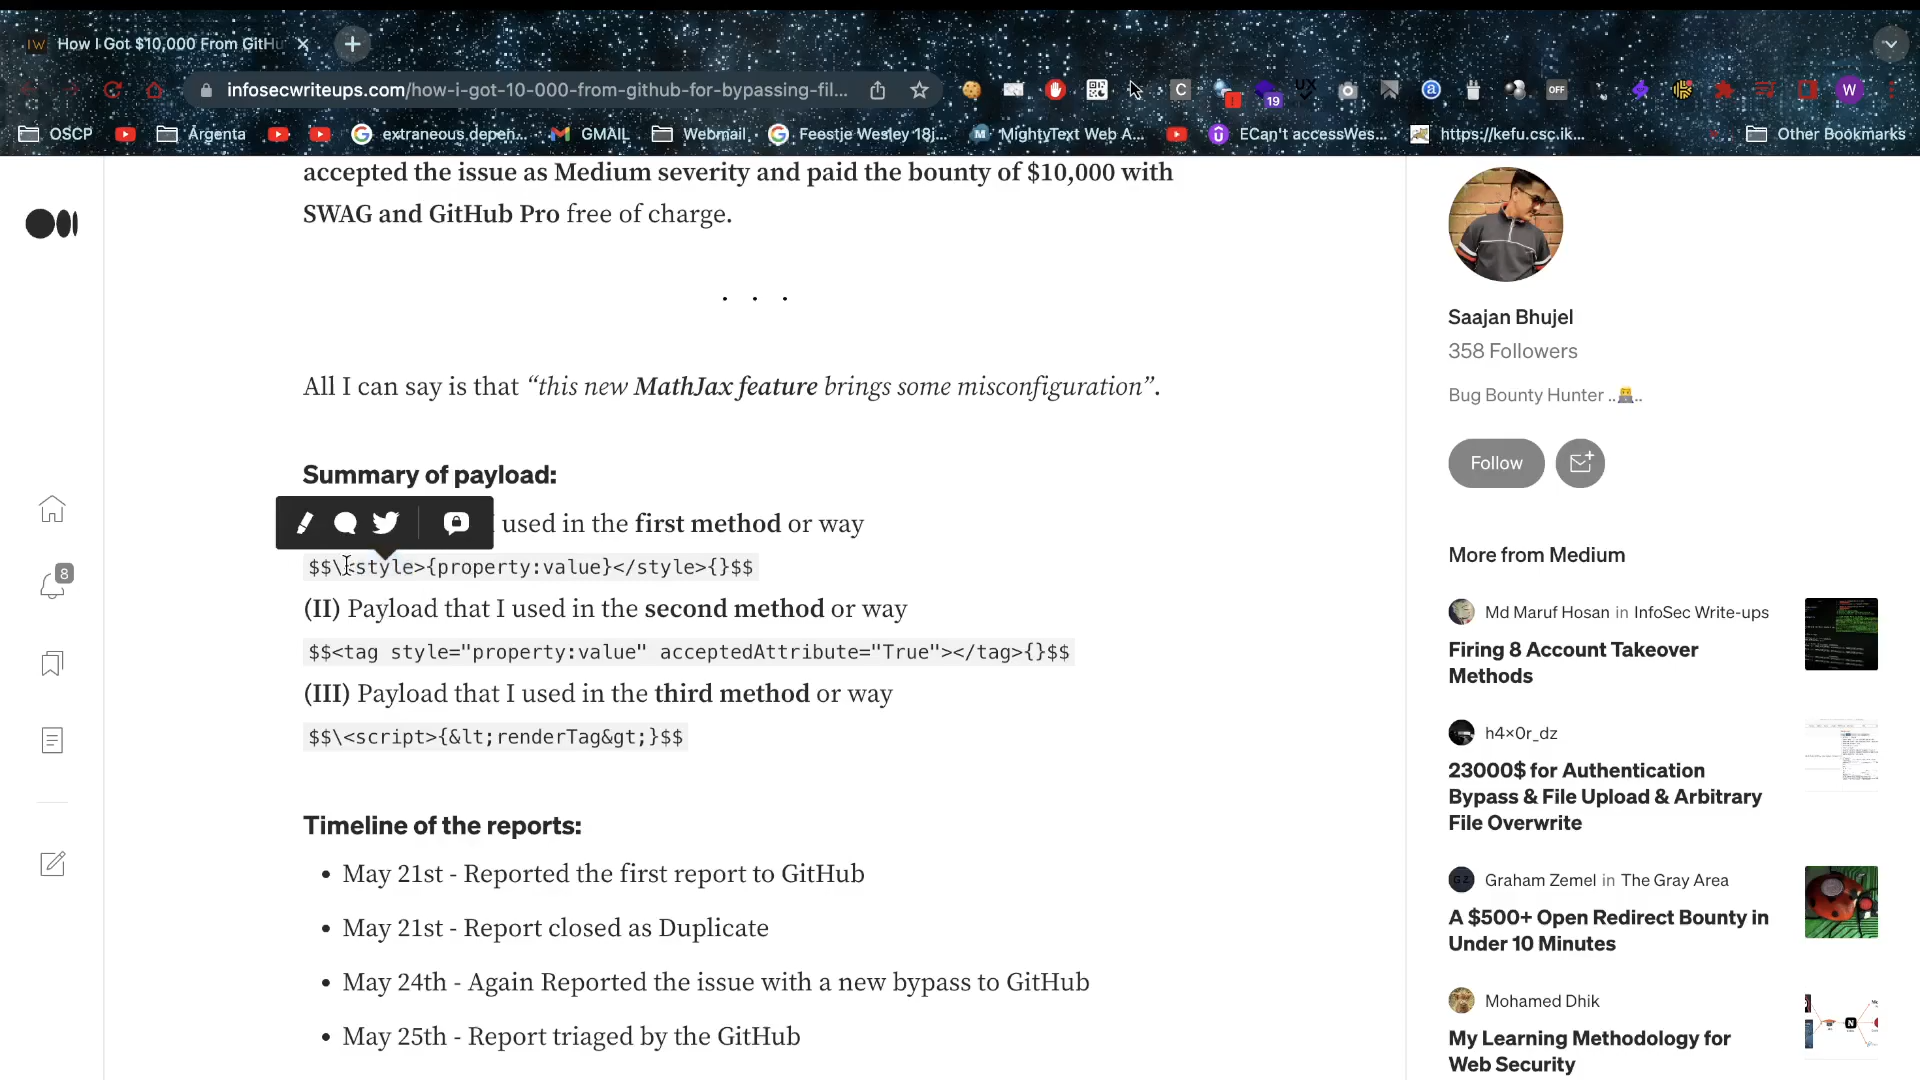 How I Got $10,000 From GitHu
infosecwriteups.com/how-i-got-10-000-from-github-for-bypassing-fil...
C
19
UX
OFF
W
OSCP
Argenta
extraneous.depen...
GMAIL
Webmail
Feestje Wesley 18j...
MightyText Web A...
ECan't accessWes...
https://kefu.csc.ik...
Other Bookmarks
accepted the issue as Medium severity and paid the bounty of $10,000 with
SWAG and GitHub Pro free of charge.
. . .
All I can say is that “this new MathJax feature brings some misconfiguration”.
Summary of payload:
I used in the first method or way
$$\<style>{property:value}</style>{}$$
(II) Payload that I used in the second method or way
$$<tag style="property:value" acceptedAttribute="True"></tag>{}$$
(III) Payload that I used in the third method or way
$$\<script>{&lt;renderTag&gt;}$$
Timeline of the reports:
• May 21st - Reported the first report to GitHub
• May 21st - Report closed as Duplicate
• May 24th - Again Reported the issue with a new bypass to GitHub
• May 25th - Report triaged by the GitHub
8
Saajan Bhujel
358 Followers
Bug Bounty Hunter ..👨‍💻..
Follow
More from Medium
Md Maruf Hosan in InfoSec Write-ups
Firing 8 Account Takeover
Methods
h4x0r_dz
23000$ for Authentication
Bypass & File Upload & Arbitrary
File Overwrite
GZ
Graham Zemel in The Gray Area
A $500+ Open Redirect Bounty in
Under 10 Minutes
Mohamed Dhik
My Learning Methodology for
Web Security